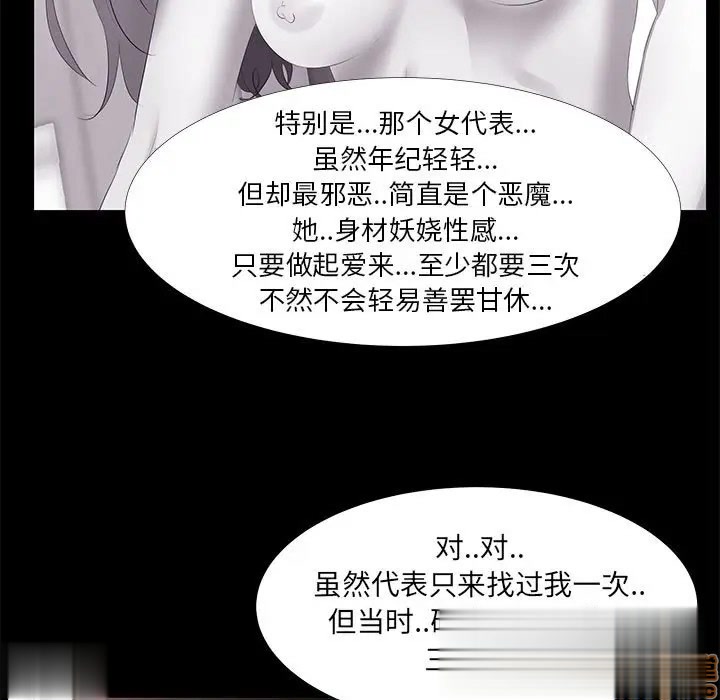 特别是...那个女代表...
虽然年纪轻轻...
但却最邪恶..简直是个恶魔...
她..身材妖娆性感...
只要做起爱来...至少都要三次
不然不会轻易善罢甘休...
对..对..
虽然代表只来找过我一次..
但当时..